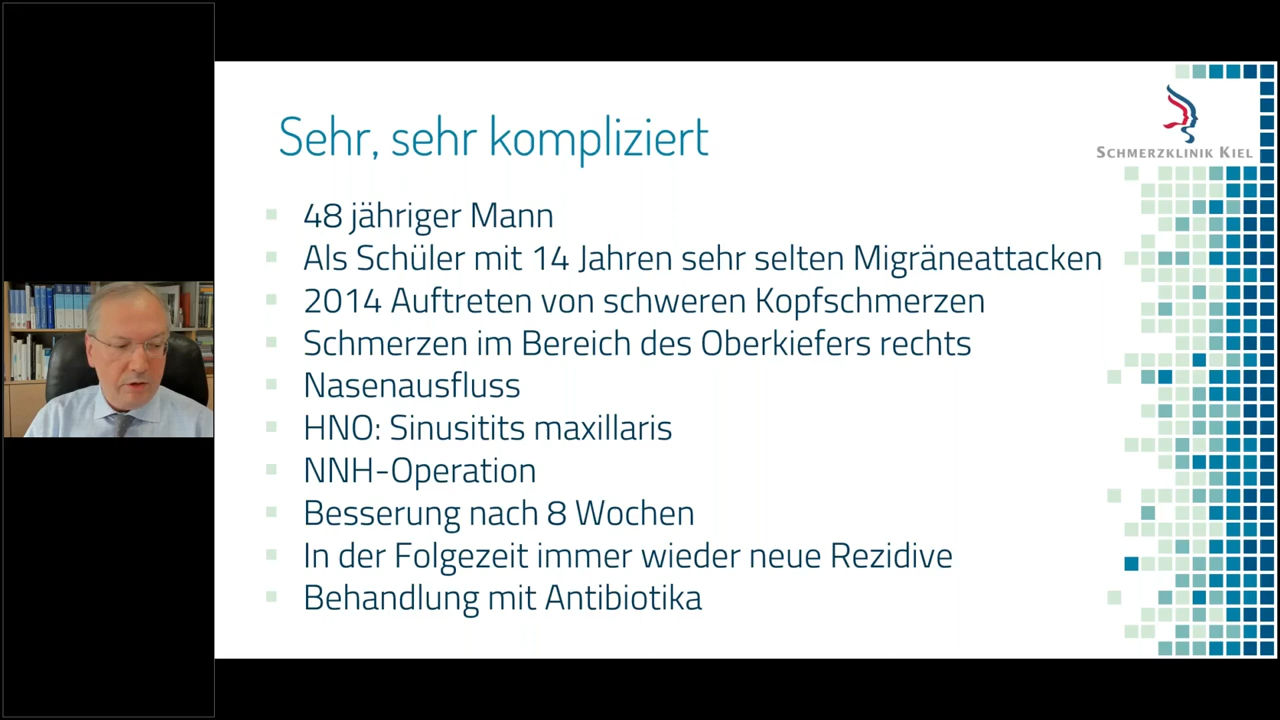 Sehr, sehr kompliziert
SCHMERZKLINIK KIEL
48 jähriger Mann
Als Schüler mit 14 Jahren sehr selten Migräneattacken
2014 Auftreten von schweren Kopfschmerzen
Schmerzen im Bereich des Oberkiefers rechts
Nasenausfluss
HNO: Sinusitits maxillaris
NNH-Operation
Besserung nach 8 Wochen
In der Folgezeit immer wieder neue Rezidive
Behandlung mit Antibiotika